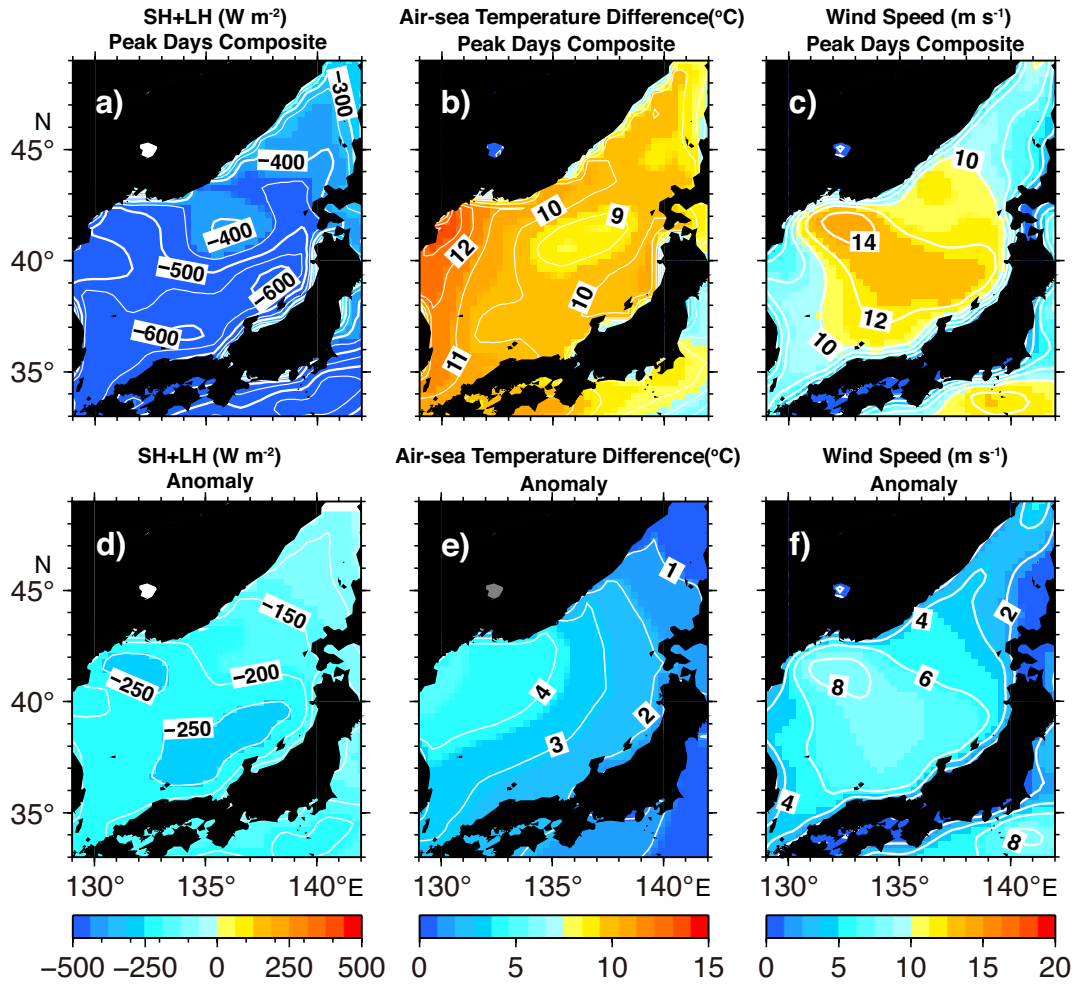 SH+LH (W m⁻²)
Peak Days Composite
Air-sea Temperature Difference(°C)
Peak Days Composite
Wind Speed (m s⁻¹)
Peak Days Composite
a)
−300
−400
−400
−500
−600
−600
N
45°
40°
35°
b)
10
9
12
10
11
c)
10
14
12
10
SH+LH (W m⁻²)
Anomaly
Air-sea Temperature Difference(°C)
Anomaly
Wind Speed (m s⁻¹)
Anomaly
d)
−150
−200
−250
−250
N
45°
40°
35°
e)
1
4
2
3
f)
4
2
6
8
4
8
130° 135° 140°E
130° 135° 140°E
130° 135° 140°E
−500 −250 0 250 500
0 5 10 15
0 5 10 15 20